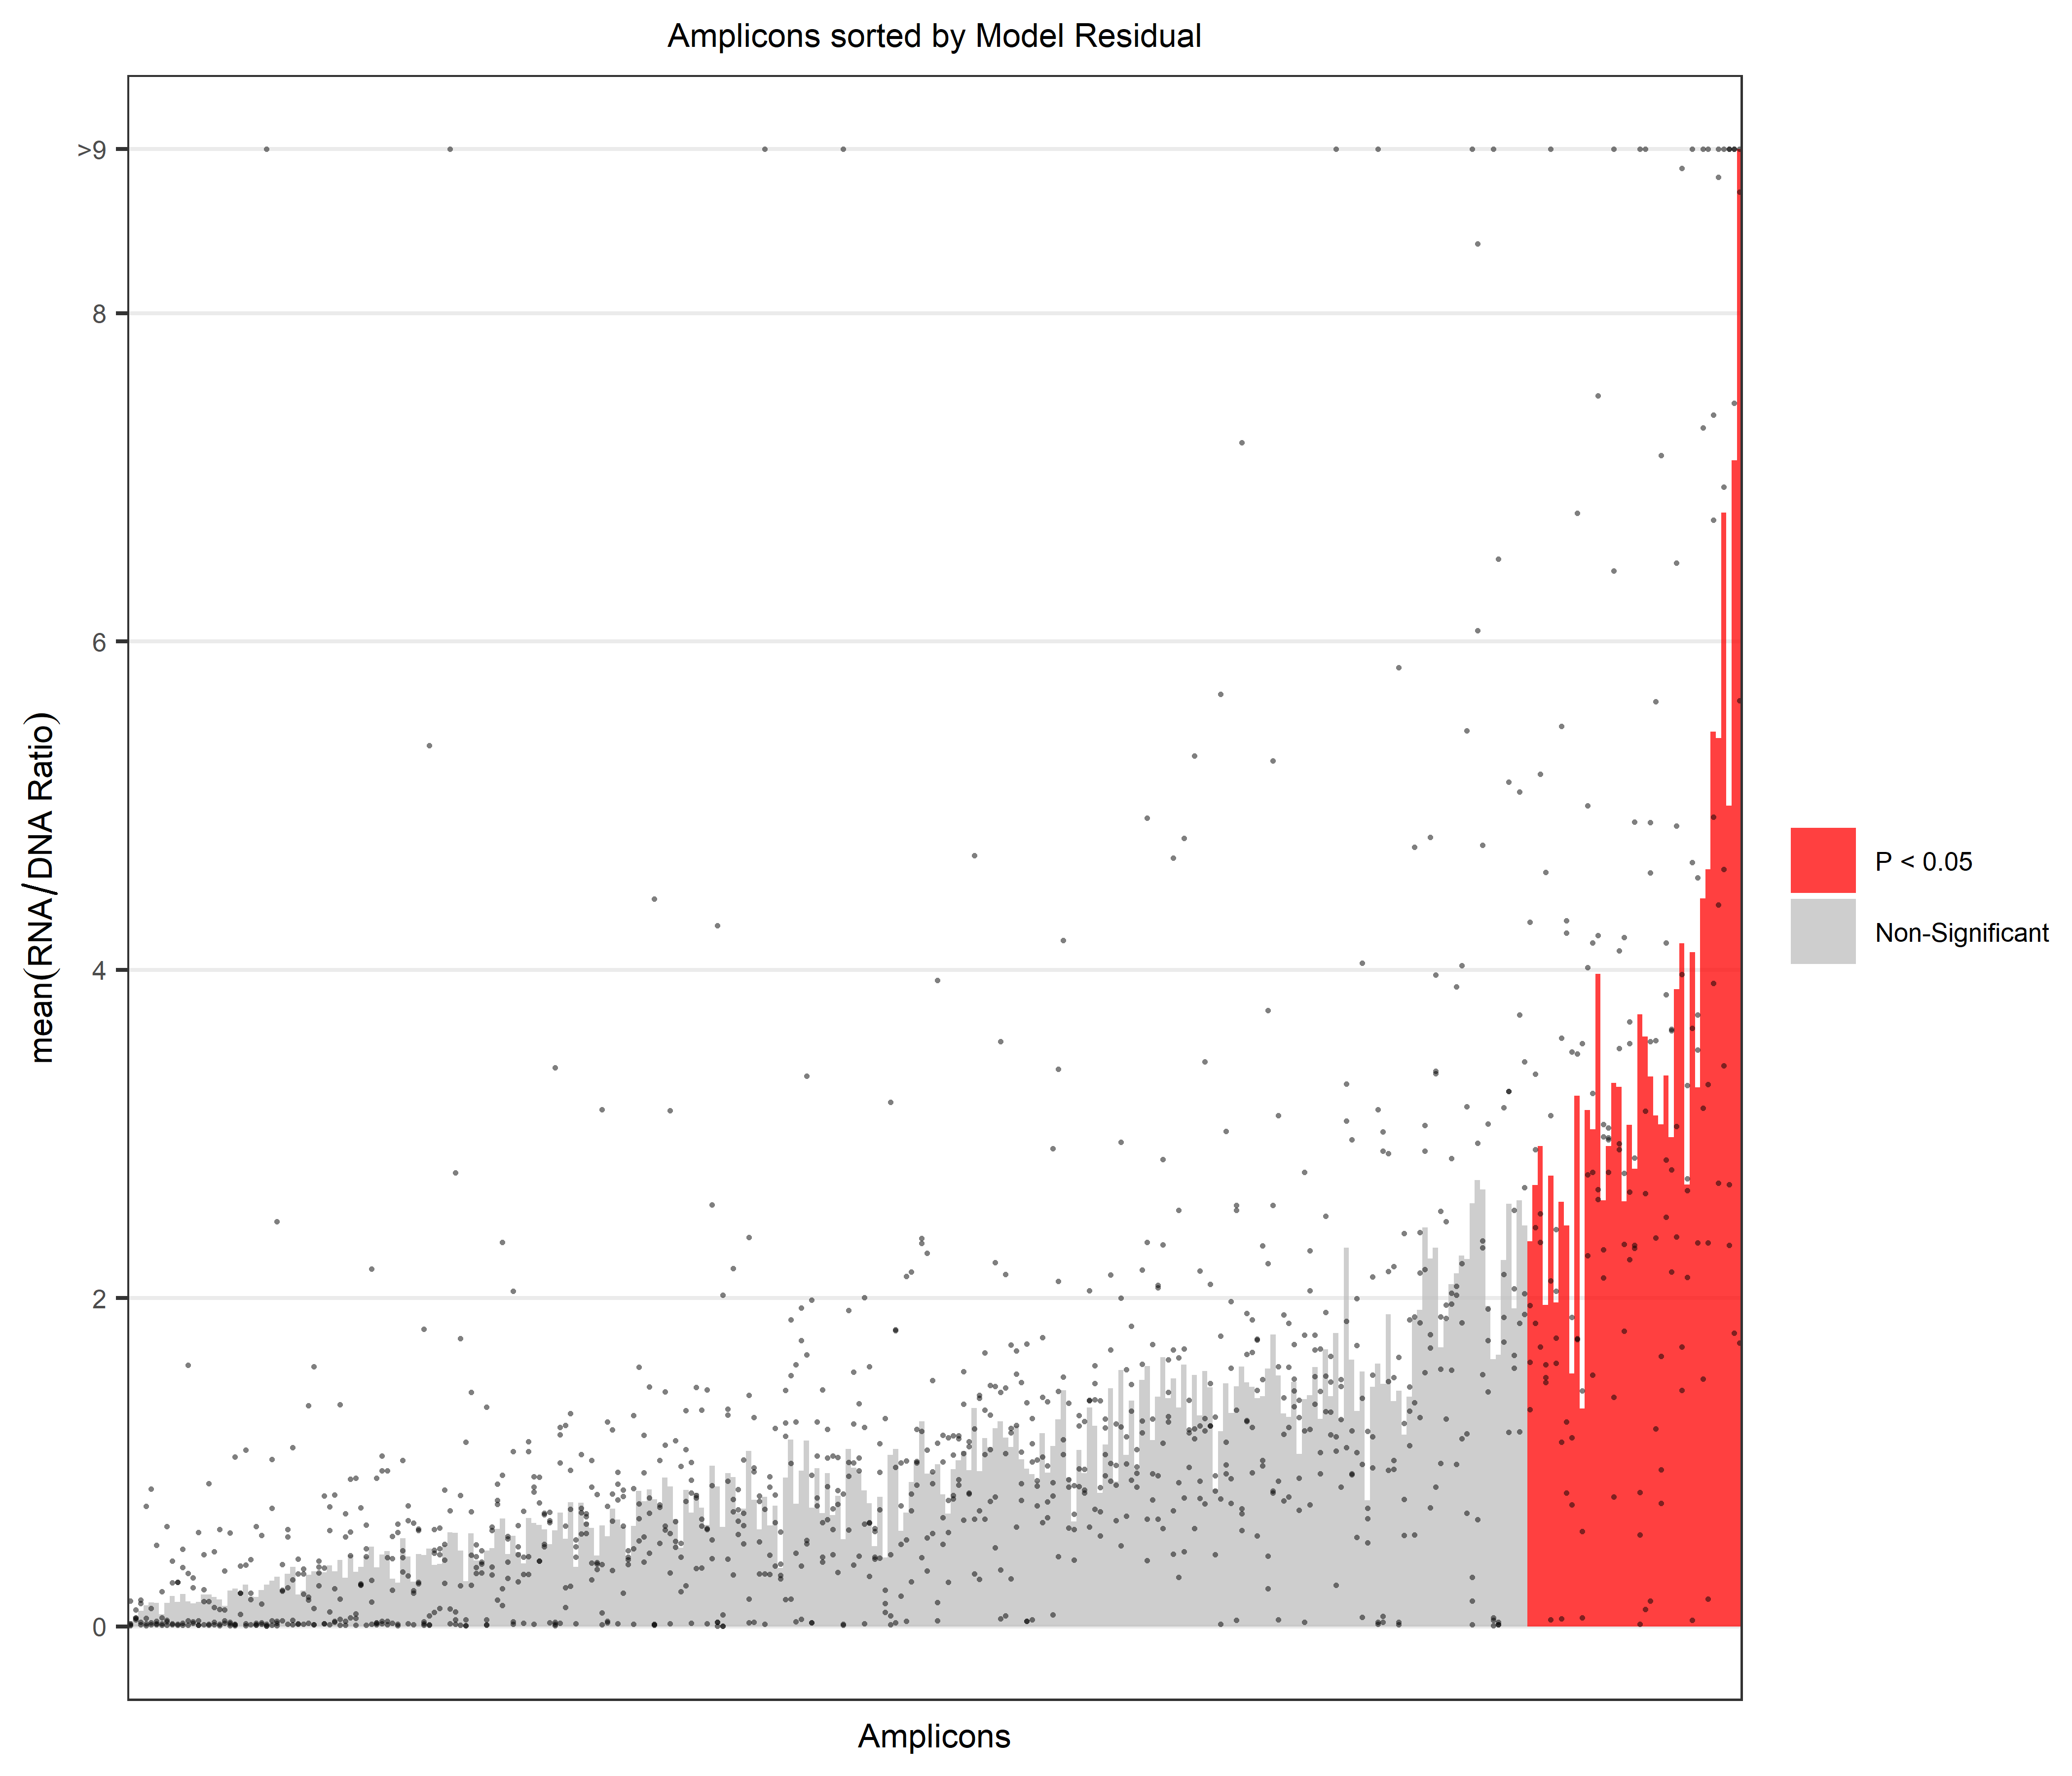 Amplicons sorted by Model Residual
>9
8
6
4
2
0
mean(RNA/DNA Ratio)
Amplicons
P < 0.05
Non-Significant